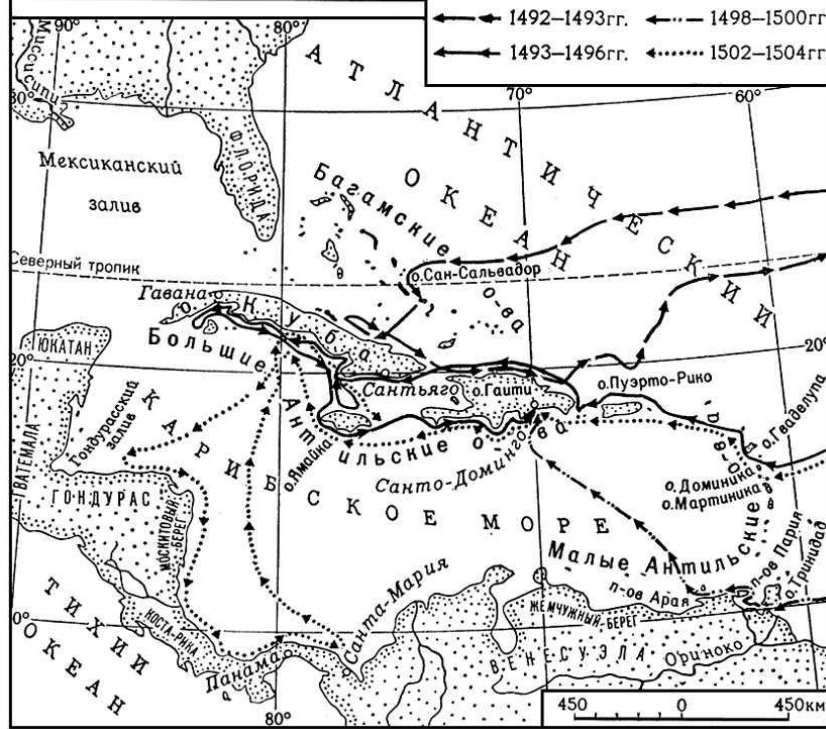 1492–1493гг.
1498–1500гг
1493–1496гг.
1502–1504гг
90°
80°
70°
60°
Миссисипи
30°
АТЛАНТИЧЕСКИЙ
ОКЕАН
ФЛОРИДА
Мексиканский
залив
Багамские
о-ва
Северный тропик
о.Сан-Сальвадор
Гавана
о. Куба
ЮКАТАН
Большие
Антильские о-ва
20°
20°
Сантьяго
о.Гаити
о.Пуэрто-Рико
Гондурасский
залив
КАРИБСКОЕ МОРЕ
о.Ямайка
Санто-Доминго
о.Гваделупа
о.Доминика
о.Мартиника
ГВАТЕМАЛА
ГОНДУРАС
МОСКИТОВЫЙ
БЕРЕГ
Малые Антильские
о-ва
п-ов Пария
о.Тринидад
п-ов Арая
ТИХИЙ
ОКЕАН
10°
КОСТА-РИКА
Панама
Санта-Мария
ЖЕМЧУЖНЫЙ-БЕРЕГ
ВЕНЕСУЭЛА
Ориноко
80°
450 0 450км